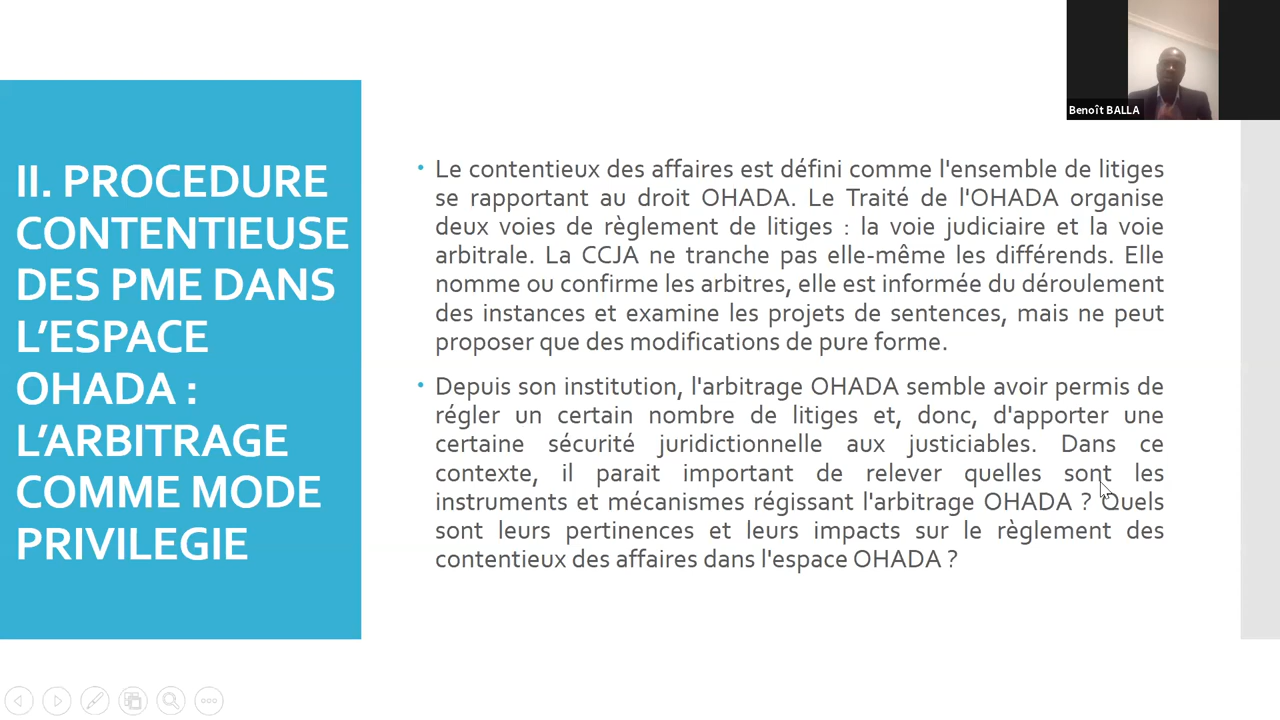 Benoît BALLA
II. PROCEDURE
CONTENTIEUSE
DES PME DANS
L'ESPACE
OHADA :
L'ARBITRAGE
COMME MODE
PRIVILEGIE
• Le contentieux des affaires est défini comme l'ensemble de litiges
se rapportant au droit OHADA. Le Traité de l'OHADA organise
deux voies de règlement de litiges : la voie judiciaire et la voie
arbitrale. La CCJA ne tranche pas elle-même les différends. Elle
nomme ou confirme les arbitres, elle est informée du déroulement
des instances et examine les projets de sentences, mais ne peut
proposer que des modifications de pure forme.
• Depuis son institution, l'arbitrage OHADA semble avoir permis de
régler un certain nombre de litiges et, donc, d'apporter une
certaine sécurité juridictionnelle aux justiciables. Dans ce
contexte, il parait important de relever quelles sont les
instruments et mécanismes régissant l'arbitrage OHADA ? Quels
sont leurs pertinences et leurs impacts sur le règlement des
contentieux des affaires dans l'espace OHADA ?